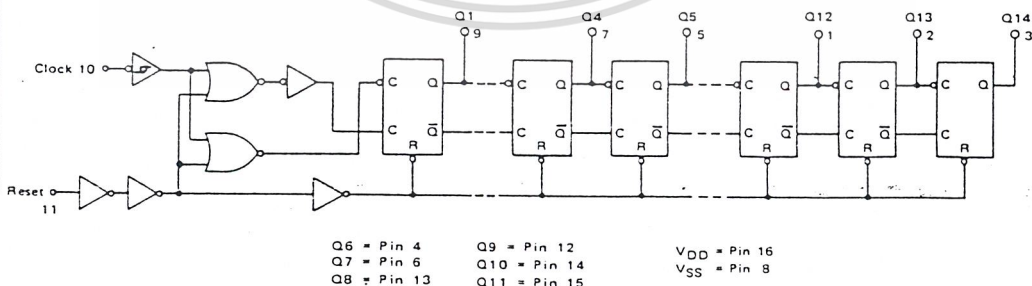 Q1 Q4 Q5 Q12 Q13 Q14
9 7 5 1 2 3
Clock 10
C Q C Q C Q C Q C Q C
C Q̅ C Q̅ C Q̅ C Q̅ C Q̅ C
R R R R R R
Reset
11
Q6 = Pin 4 Q9 = Pin 12 VDD = Pin 16
Q7 = Pin 6 Q10 = Pin 14 VSS = Pin 8
Q8 = Pin 13 Q11 = Pin 15